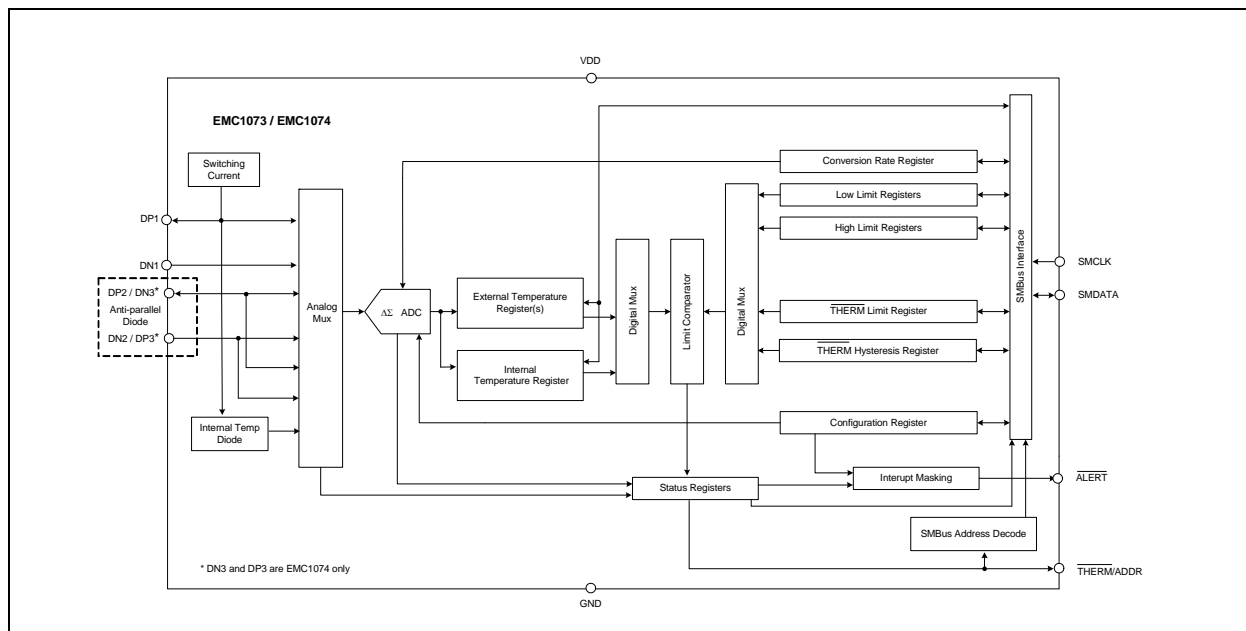 VDD
EMC1073 / EMC1074
Switching
Current
Conversion Rate Register
Low Limit Registers
High Limit Registers
DP1
DN1
DP2 / DN3*
Anti-parallel
Diode
DN2 / DP3*
Analog
Mux
ΔΣ ADC
External Temperature
Register(s)
Internal
Temperature Register
Digital Mux
Limit Comparator
Digital Mux
SMBus Interface
SMCLK
SMDATA
THERM Limit Register
THERM Hysteresis Register
Internal Temp
Diode
Configuration Register
Status Registers
Interupt Masking
ALERT
SMBus Address Decode
* DN3 and DP3 are EMC1074 only
THERM/ADDR
GND